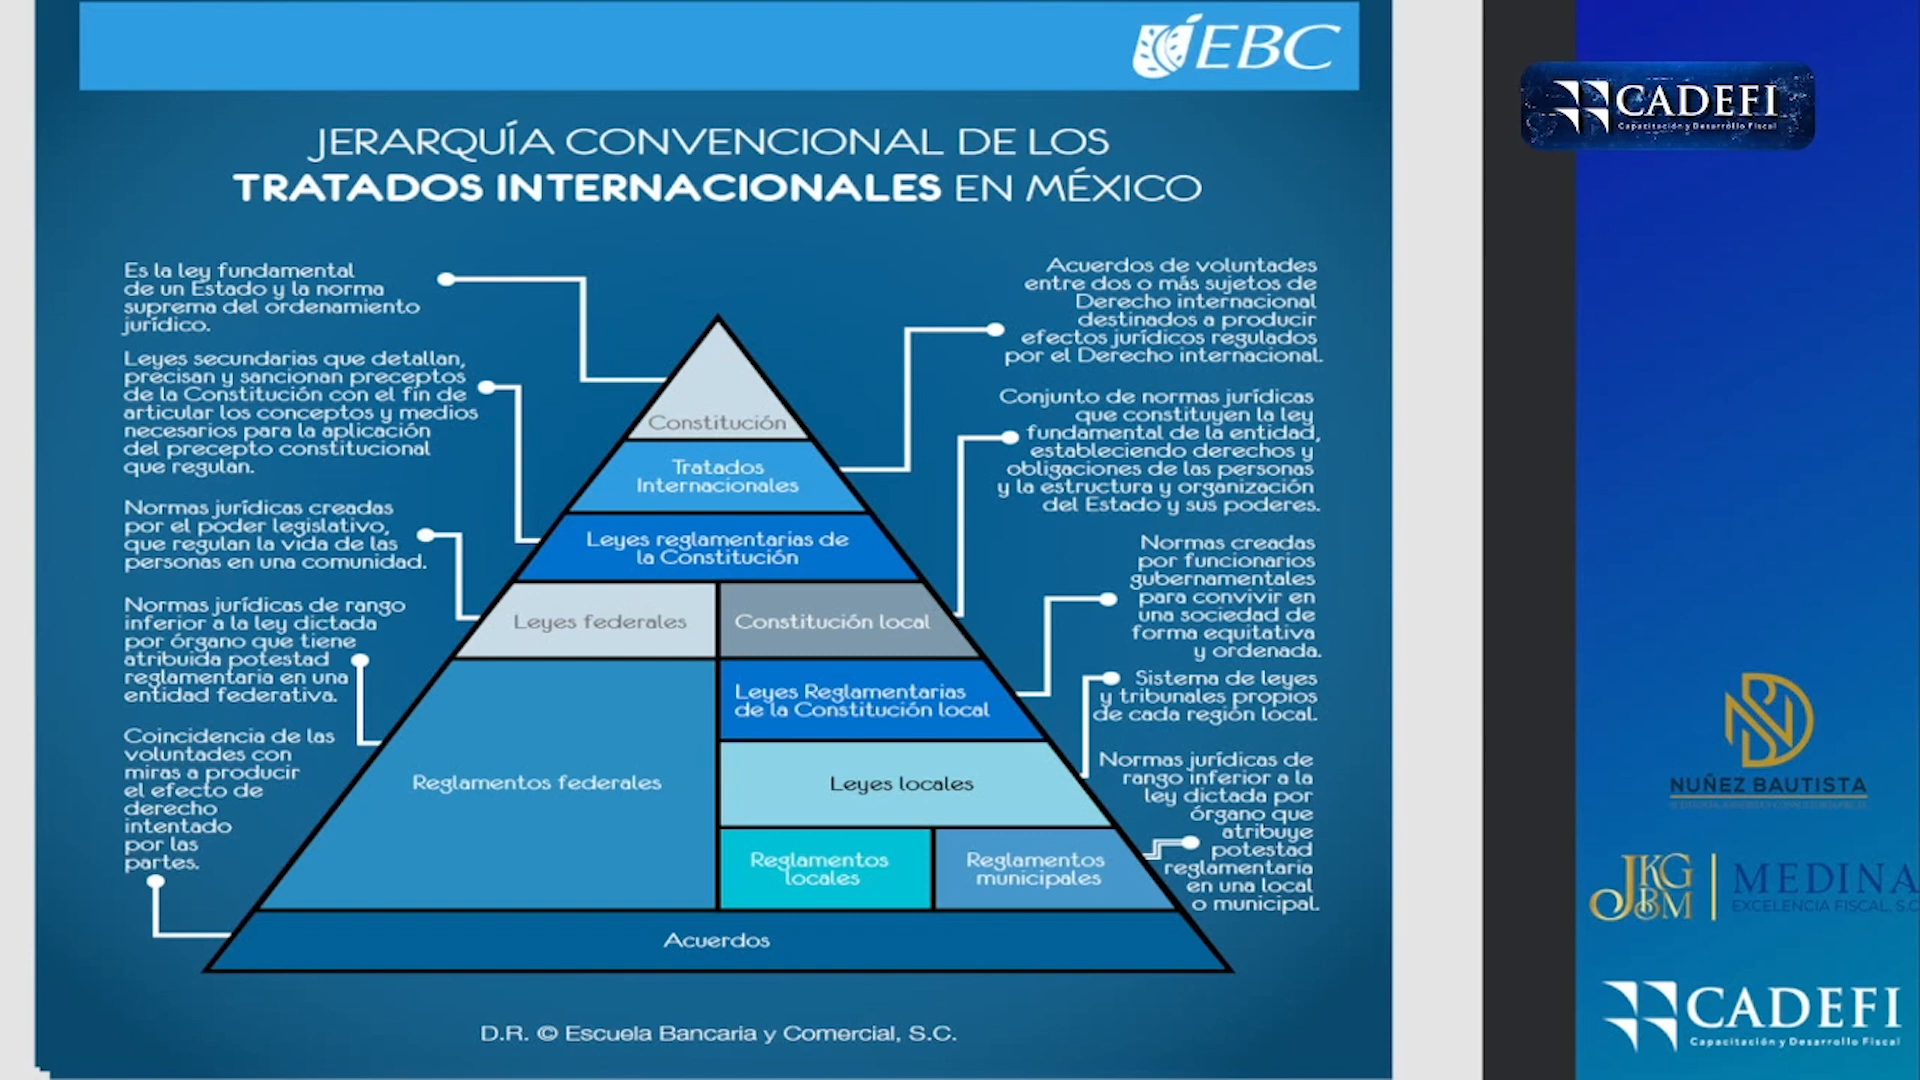 EBC
CADEFI
Capacitación y Desarrollo Fiscal
JERARQUÍA CONVENCIONAL DE LOS
TRATADOS INTERNACIONALES EN MÉXICO
Es la ley fundamental
de un Estado y la norma
suprema del ordenamiento
jurídico.
Leyes secundarias que detallan,
precisan y sancionan preceptos
de la Constitución con el fin de
articular los conceptos y medios
necesarios para la aplicación
del precepto constitucional
que regulan.
Normas jurídicas creadas
por el poder legislativo,
que regulan la vida de las
personas en una comunidad.
Normas jurídicas de rango
inferior a la ley dictada
por órgano que tiene
atribuida potestad
reglamentaria en una
entidad federativa.
Coincidencia de las
voluntades con
miras a producir
el efecto de
derecho
intentado
por las
partes.
Constitución
Tratados
Internacionales
Leyes reglamentarias de
la Constitución
Leyes federales
Constitución local
Leyes Reglamentarias
de la Constitución local
Reglamentos federales
Leyes locales
Reglamentos
locales
Reglamentos
municipales
Acuerdos
Acuerdos de voluntades
entre dos o más sujetos de
Derecho internacional
destinados a producir
efectos jurídicos regulados
por el Derecho internacional.
Conjunto de normas jurídicas
que constituyen la ley
fundamental de la entidad,
estableciendo derechos y
obligaciones de las personas
y la estructura y organización
del Estado y sus poderes.
Normas creadas
por funcionarios
gubernamentales
para convivir en
una sociedad de
forma equitativa
y ordenada.
Sistema de leyes
y tribunales propios
de cada región local.
Normas jurídicas de
rango inferior a la
ley dictada por
órgano que
atribuye
potestad
reglamentaria
en una local
o municipal.
D.R. © Escuela Bancaria y Comercial, S.C.
NUÑEZ BAUTISTA
JKG
BM
MEDINA
EXCELENCIA FISCAL, S.C
CADEFI
Capacitación y Desarrollo Fiscal